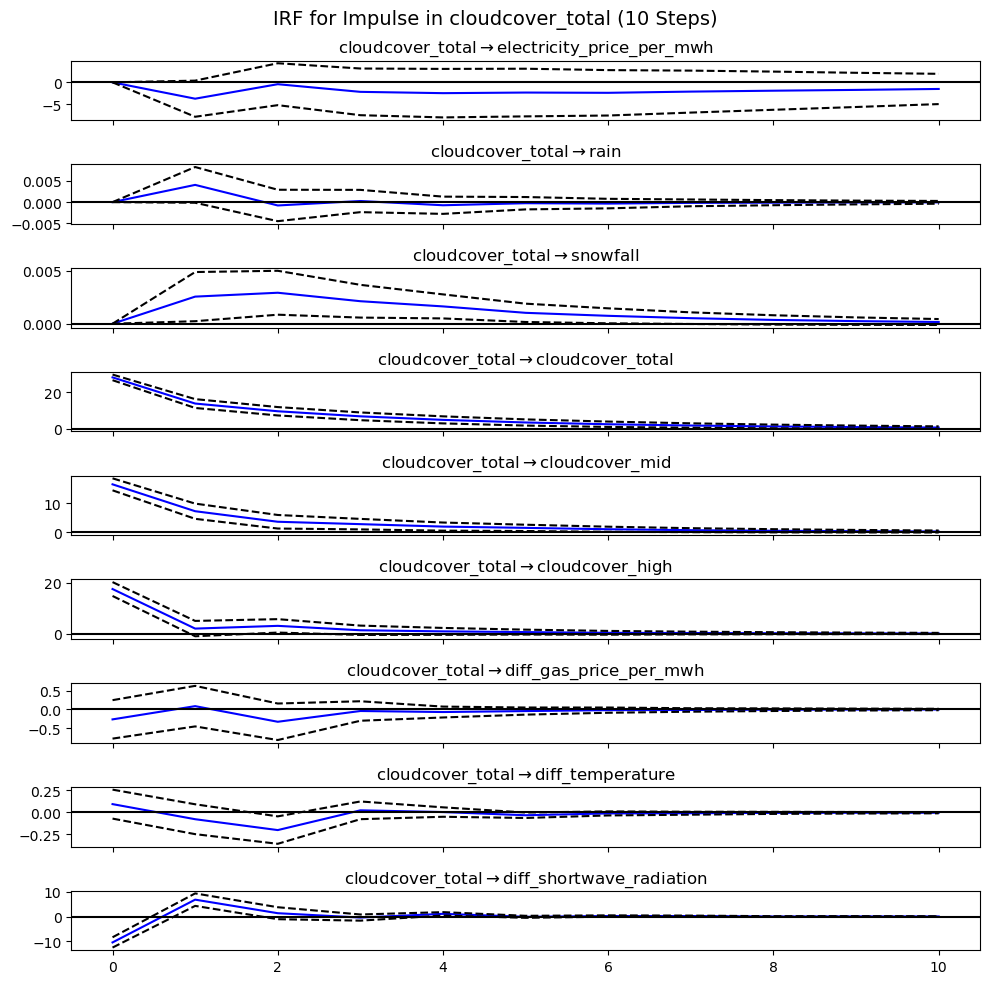 IRF for Impulse in cloudcover_total (10 Steps)
cloudcover_total→electricity_price_per_mwh
0
−5
cloudcover_total→rain
0.005
0.000
−0.005
cloudcover_total→snowfall
0.005
0.000
cloudcover_total→cloudcover_total
20
0
cloudcover_total→cloudcover_mid
10
0
cloudcover_total→cloudcover_high
20
0
cloudcover_total→diff_gas_price_per_mwh
0.5
0.0
−0.5
cloudcover_total→diff_temperature
0.25
0.00
−0.25
cloudcover_total→diff_shortwave_radiation
10
0
−10
0 2 4 6 8 10